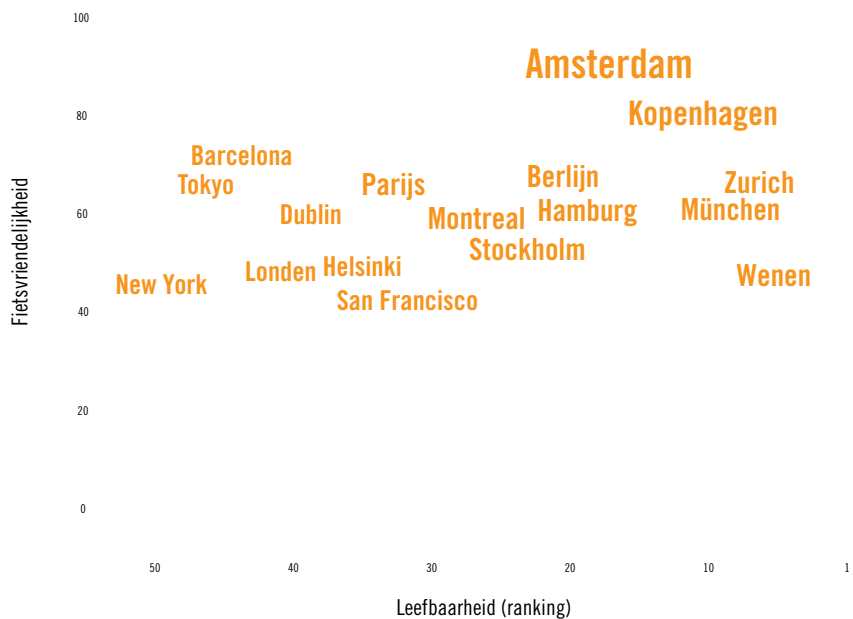 100
Amsterdam
80
Kopenhagen
Barcelona
Tokyo
Parijs
Berlijn
Zurich
60
Dublin
Montreal
Hamburg
München
Stockholm
New York
Londen
Helsinki
Wenen
San Francisco
40
20
0
Fietsvriendelijkheid
50 40 30 20 10 1
Leefbaarheid (ranking)